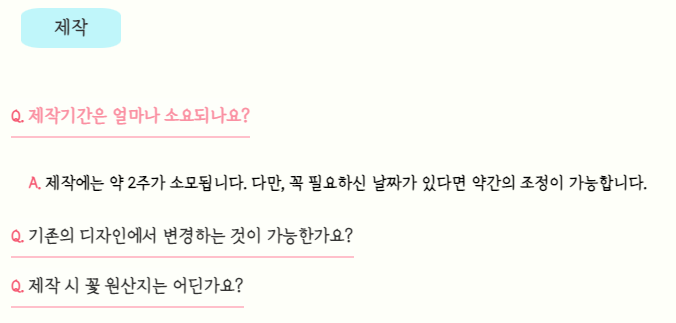 제작
Q. 제작기간은 얼마나 소요되나요?
A. 제작에는 약 2주가 소모됩니다. 다만, 꼭 필요하신 날짜가 있다면 약간의 조정이 가능합니다.
Q. 기존의 디자인에서 변경하는 것이 가능한가요?
Q. 제작 시 꽃 원산지는 어딘가요?